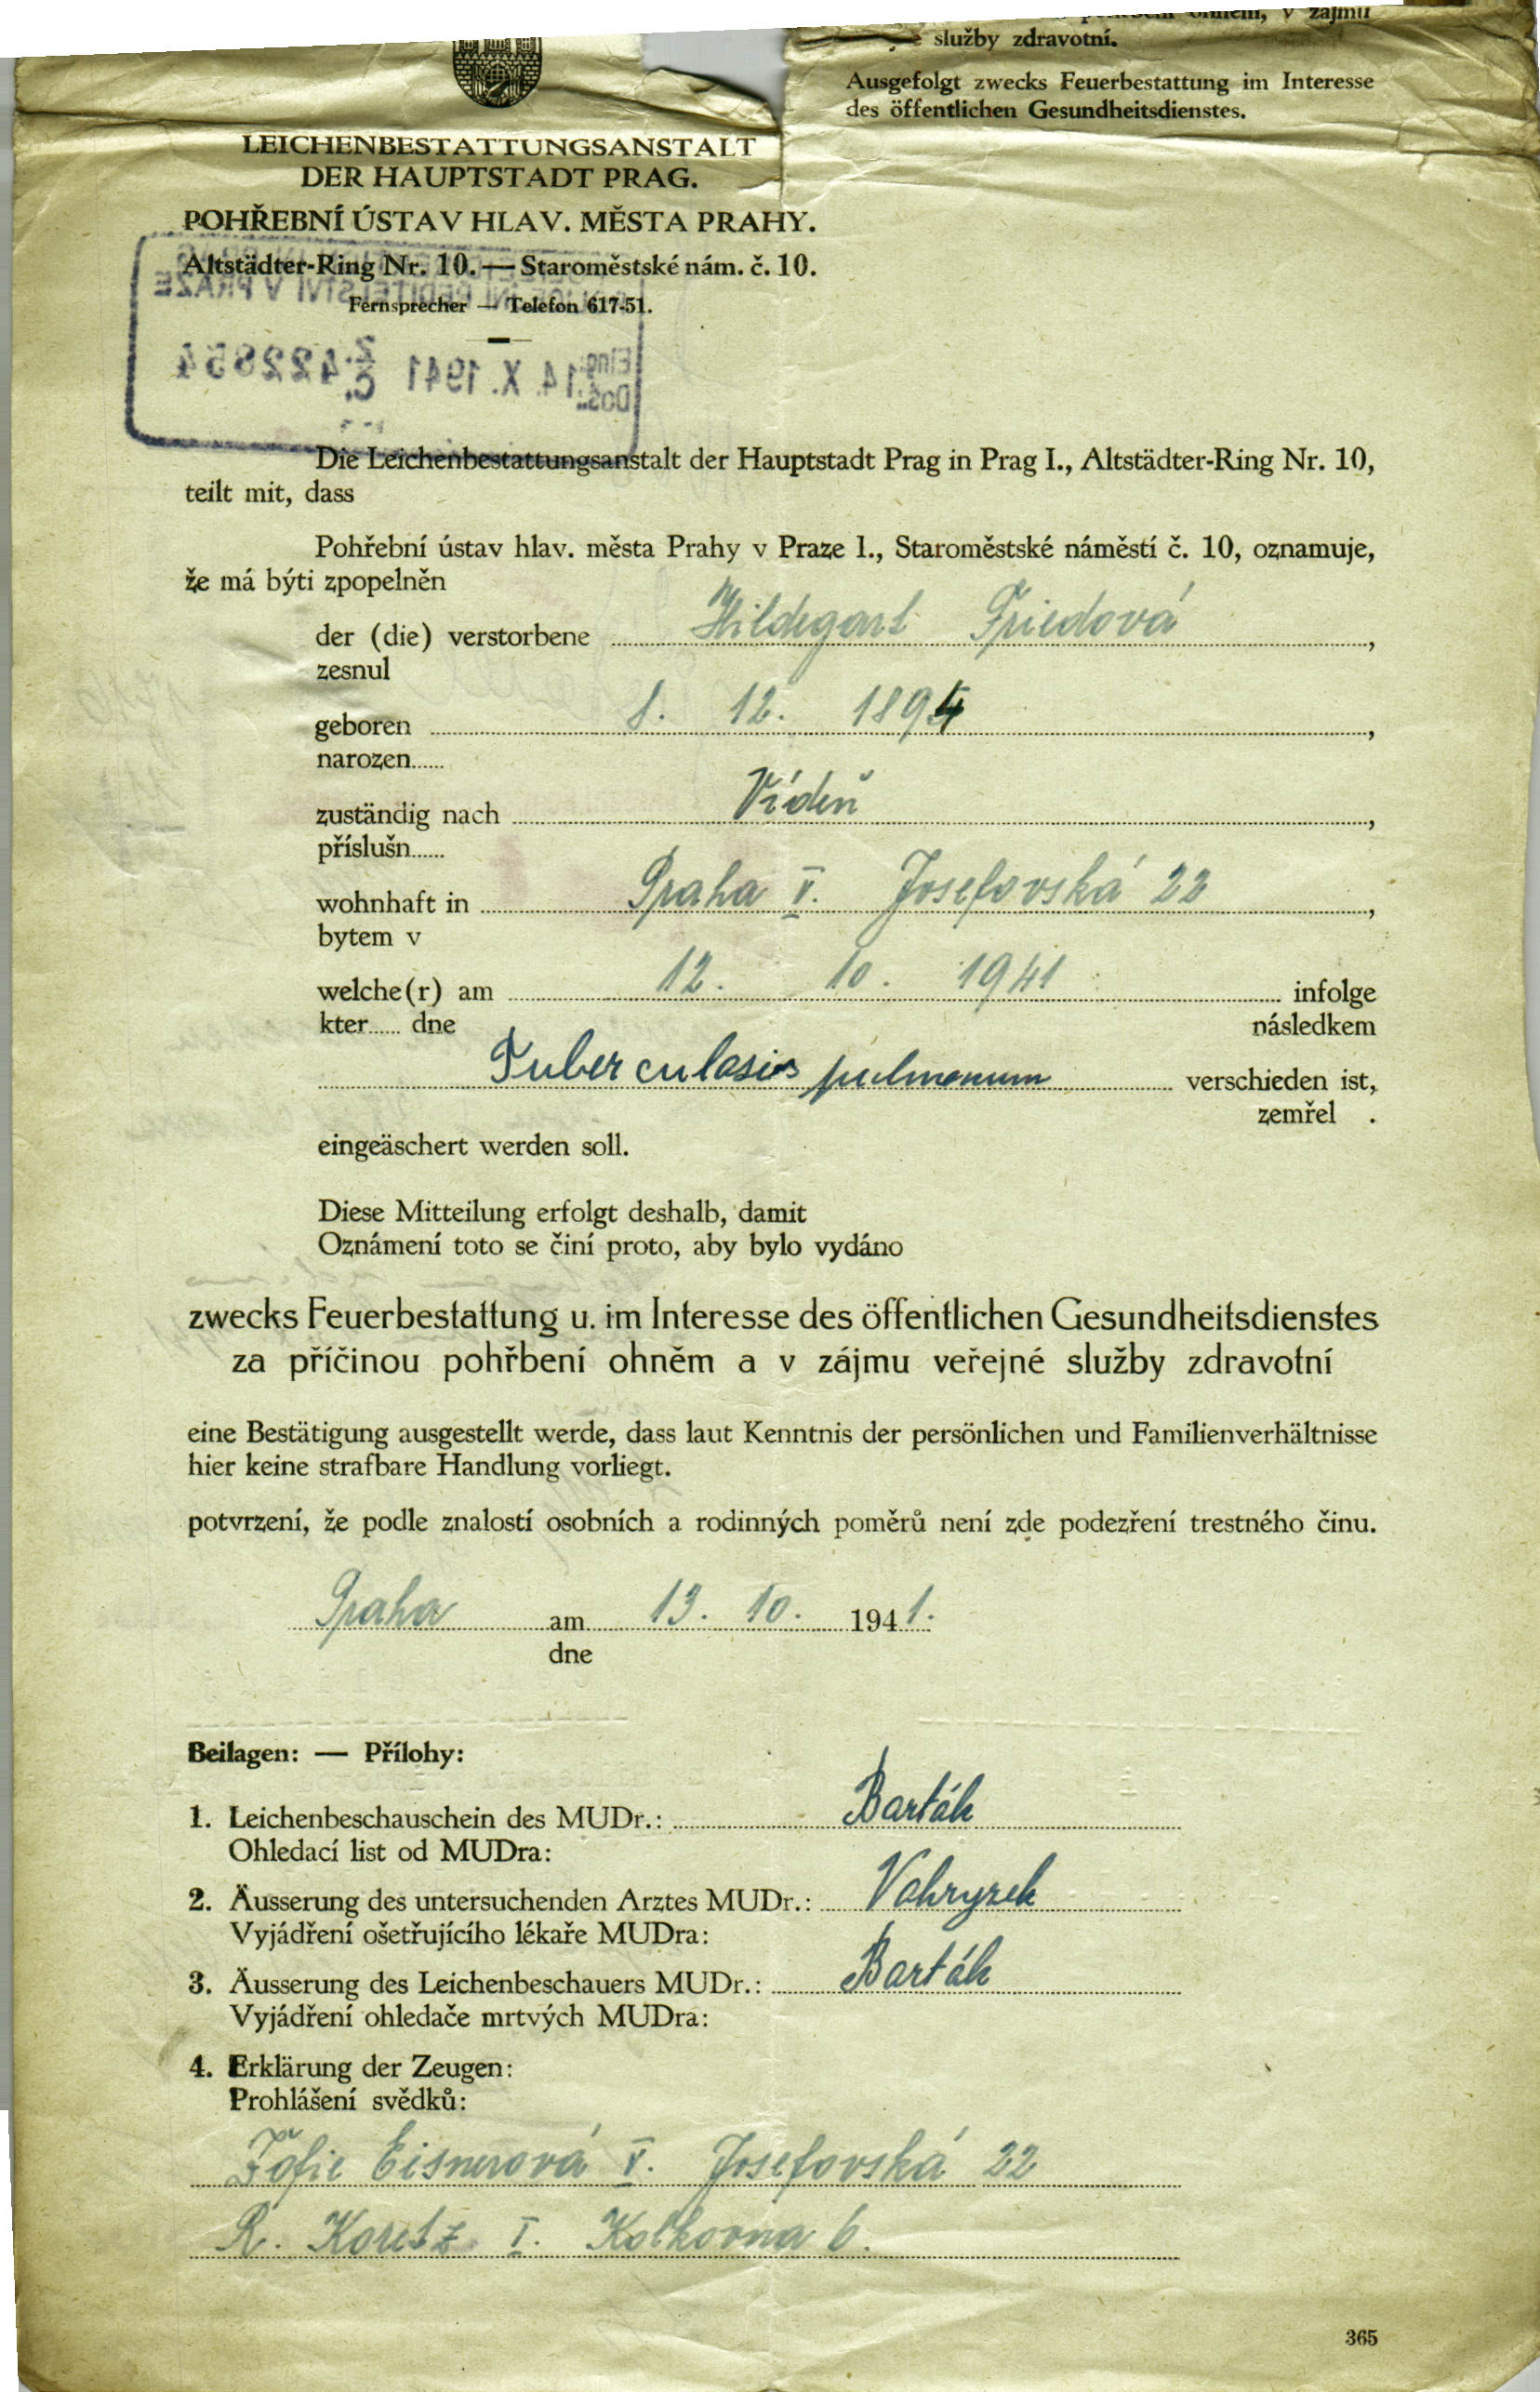 služby zdravotní.
Ausgefolgt zwecks Feuerbestattung im Interesse
des öffentlichen Gesundheitsdienstes.
LEICHENBESTATTUNGSANSTALT
DER HAUPTSTADT PRAG.
POHŘEBNÍ ÚSTAV HLAV. MĚSTA PRAHY.
Altstädter-Ring Nr. 10. — Staroměstské nám. č. 10.
Fernsprecher — Telefon 617-51.
14. X. 1941
Die Leichenbestattungsanstalt der Hauptstadt Prag in Prag I., Altstädter-Ring Nr. 10,
teilt mit, dass
Pohřební ústav hlav. města Prahy v Praze I., Staroměstské náměstí č. 10, oznamuje,
že má býti zpopelněn
der (die) verstorbene Hildegart Friedová,
zesnul
geboren 8. 12. 1894,
narozen......
zuständig nach Vídeň,
příslušn......
wohnhaft in Praha V. Josefovská 22,
bytem v
welche(r) am 12. 10. 1941 infolge
kter...... dne následkem
Tuberculosis pulmonum verschieden ist,
zemřel .
eingeäschert werden soll.
Diese Mitteilung erfolgt deshalb, damit
Oznámení toto se činí proto, aby bylo vydáno
zwecks Feuerbestattung u. im Interesse des öffentlichen Gesundheitsdienstes
za příčinou pohřbení ohněm a v zájmu veřejné služby zdravotní
eine Bestätigung ausgestellt werde, dass laut Kenntnis der persönlichen und Familienverhältnisse
hier keine strafbare Handlung vorliegt.
potvrzení, že podle znalostí osobních a rodinných poměrů není zde podezření trestného činu.
Praha am 13. 10. 1941.
dne
Beilagen: — Přílohy:
1. Leichenbeschauschein des MUDr.: Barták
Ohledací list od MUDra:
2. Äusserung des untersuchenden Arztes MUDr.: Vohryzek
Vyjádření ošetřujícího lékaře MUDra:
3. Äusserung des Leichenbeschauers MUDr.: Barták
Vyjádření ohledače mrtvých MUDra:
4. Erklärung der Zeugen:
Prohlášení svědků:
Žofie Eisnerová V. Josefovská 22
R. Koretz I. Kolkovna 6.
365